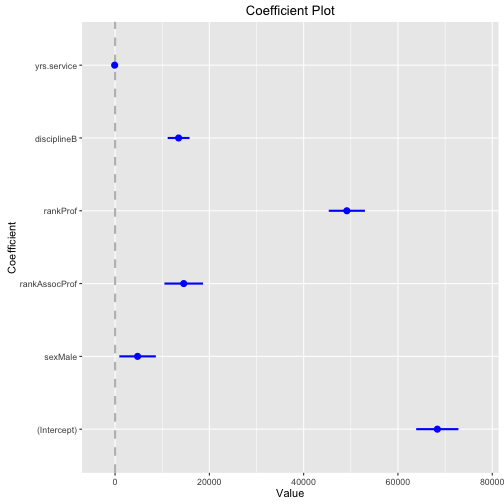 Coefficient Plot
yrs.service
disciplineB
rankProf
rankAssocProf
sexMale
(Intercept)
Coefficient
0 20000 40000 60000 80000
Value